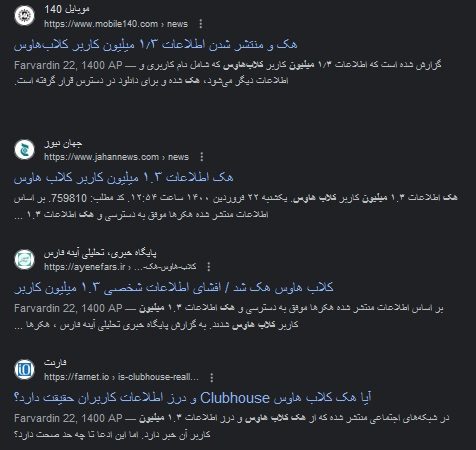 موبایل 140
https://www.mobile140.com › news
هک و منتشر شدن اطلاعات ۱/۳ میلیون کاربر کلاب‌هاوس
Farvardin 22, 1400 AP — گزارش شده است که اطلاعات ۱/۳ میلیون کاربر کلاب‌هاوس که شامل نام کاربری و
اطلاعات دیگر می‌شود، هک شده و برای دانلود در دسترس قرار گرفته است.
جهان نيوز
https://www.jahannews.com › news
هک اطلاعات ۱.۳ میلیون کاربر کلاب هاوس
هک اطلاعات ۱.۳ میلیون کاربر کلاب هاوس. یکشنبه ۲۲ فروردین ۱۴۰۰ ساعت ۱۲:۵۴. کد مطلب: 759810. بر اساس
اطلاعات منتشر شده هکرها موفق به دسترسی و هک اطلاعات ۱.۳ ...
پایگاه خبری، تحلیلی آینه فارس
https://ayenefars.ir › ...کلاب-هاوس-هک
کلاب هاوس هک شد / افشای اطلاعات شخصی ۱.۳ میلیون کاربر
Farvardin 22, 1400 AP — بر اساس اطلاعات منتشر شده هکرها موفق به دسترسی و هک اطلاعات ۱.۳ میلیون
کاربر کلاب هاوس شدند. به گزارش پایگاه خبری تحلیلی آینه فارس ، هکرها ...
فارنت
https://farnet.io › is-clubhouse-reall...
آیا هک کلاب هاوس Clubhouse و درز اطلاعات کاربران حقیقت دارد؟
Farvardin 22, 1400 AP — در شبکه‌های اجتماعی منتشر شده که از هک کلاب هاوس و درز اطلاعات ۱.۳ میلیون
کاربر آن خبر دارد. اما این ادعا تا چه حد صحت دارد؟